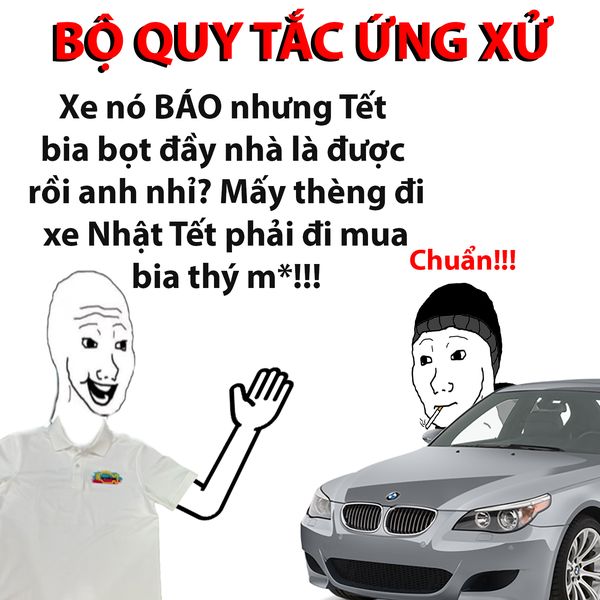 BỘ QUY TẮC ỨNG XỬ
Xe nó BÁO nhưng Tết
bia bọt đầy nhà là được
rồi anh nhỉ? Mấy thèng đi
xe Nhật Tết phải đi mua
bia thý m*!!!
Chuẩn!!!